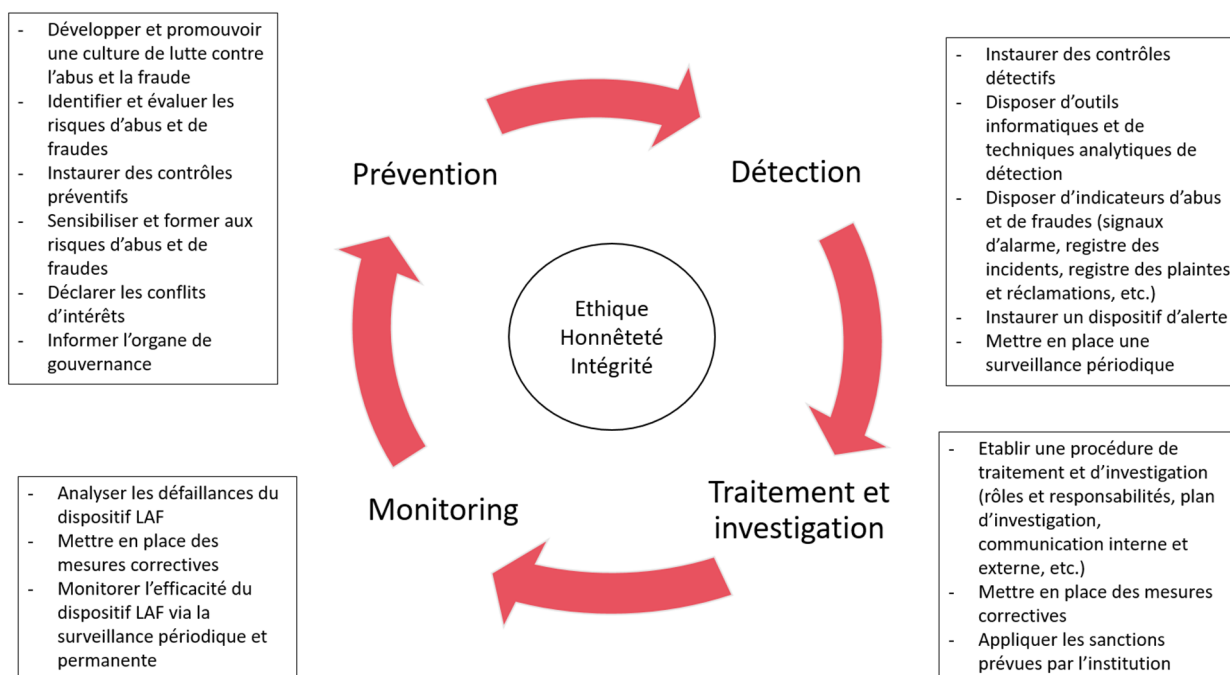 - Développer et promouvoir
une culture de lutte contre
l'abus et la fraude
- Identifier et évaluer les
risques d'abus et de
fraudes
- Instaurer des contrôles
préventifs
- Sensibiliser et former aux
risques d'abus et de
fraudes
- Déclarer les conflits
d'intérêts
- Informer l'organe de
gouvernance
Prévention
Détection
- Instaurer des contrôles
détectifs
- Disposer d'outils
informatiques et de
techniques analytiques de
détection
- Disposer d'indicateurs d'abus
et de fraudes (signaux
d'alarme, registre des
incidents, registre des plaintes
et réclamations, etc.)
- Instaurer un dispositif d'alerte
- Mettre en place une
surveillance périodique
Ethique
Honnêteté
Intégrité
- Analyser les défaillances du
dispositif LAF
- Mettre en place des
mesures correctives
- Monitorer l'efficacité du
dispositif LAF via la
surveillance périodique et
permanente
Monitoring
Traitement et
investigation
- Etablir une procédure de
traitement et d'investigation
(rôles et responsabilités, plan
d'investigation,
communication interne et
externe, etc.)
- Mettre en place des mesures
correctives
- Appliquer les sanctions
prévues par l'institution